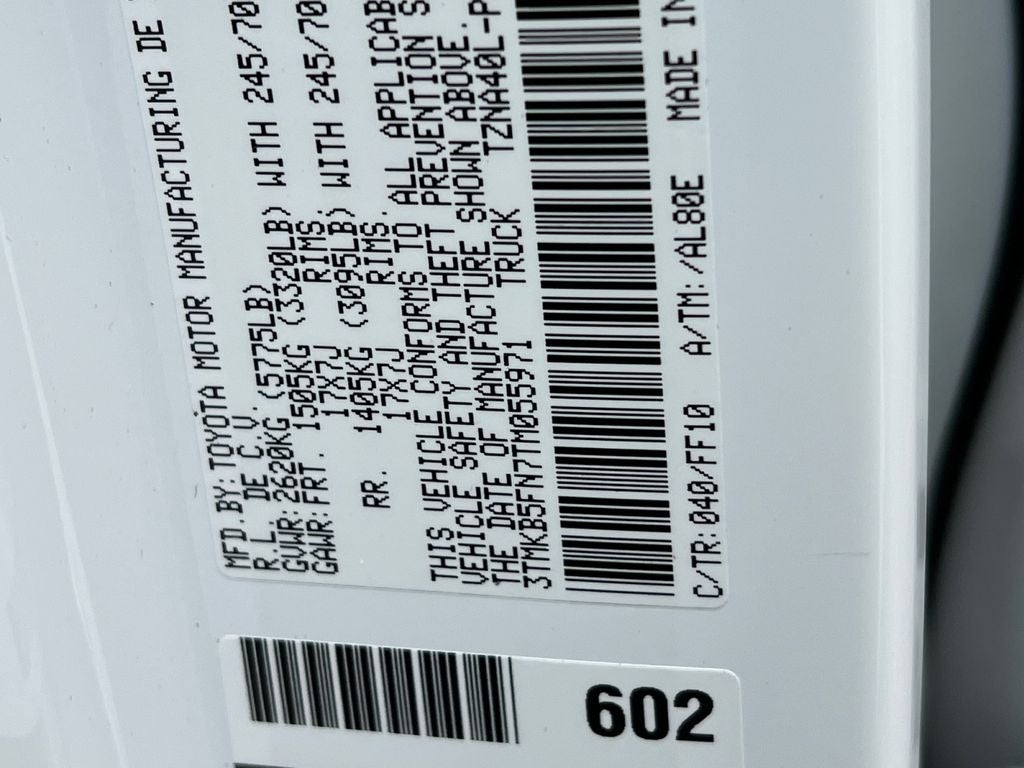 MFD.BY:TOYOTA MOTOR MANUFACTURING DE
R.L. DE C.V.
GVWR:2620KG (5775LB)
GAWR:FRT. 1505KG (3320LB) WITH 245/70
17X7J RIMS.
RR. 1405KG (3095LB) WITH 245/70
17X7J RIMS.
THIS VEHICLE CONFORMS TO ALL APPLICAB
VEHICLE SAFETY AND THEFT PREVENTION S
THE DATE OF MANUFACTURE SHOWN ABOVE.
3TMKB5FN7TM055971 TRUCK TZNA40L-P
C/TR:040/FF10 A/TM:/AL80E MADE IN
602